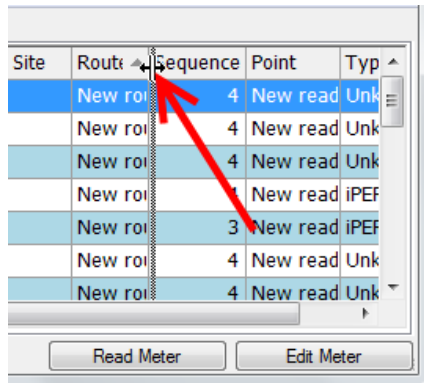 Site Route Sequence Point Typ
New rou 4 New read Unk
New rou 4 New read Unk
New rou 4 New read Unk
New rou 4 New read iPEF
New rou 3 New read iPEF
New rou 4 New read Unk
New rou 4 New read Unk
Read Meter Edit Meter